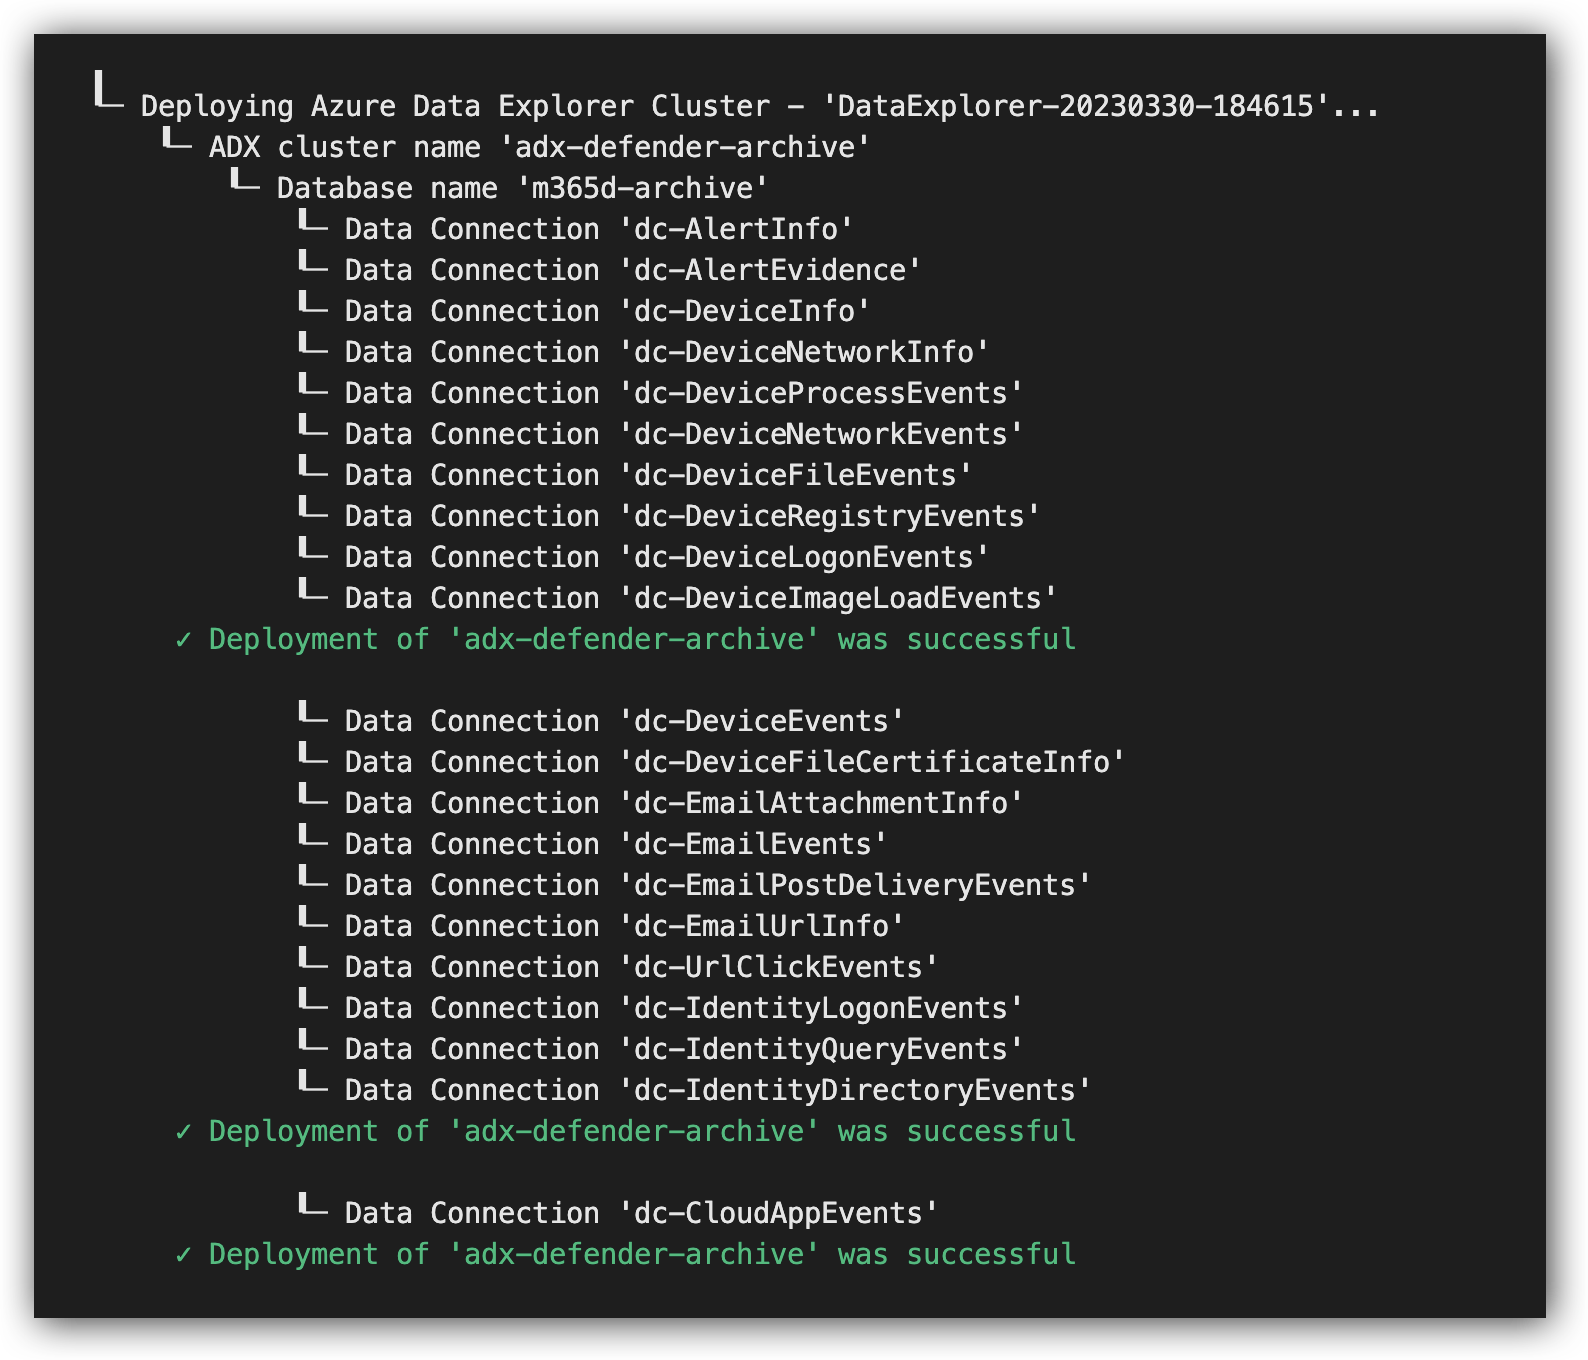 └─ Deploying Azure Data Explorer Cluster - 'DataExplorer-20230330-184615'...
└─ ADX cluster name 'adx-defender-archive'
└─ Database name 'm365d-archive'
└─ Data Connection 'dc-AlertInfo'
└─ Data Connection 'dc-AlertEvidence'
└─ Data Connection 'dc-DeviceInfo'
└─ Data Connection 'dc-DeviceNetworkInfo'
└─ Data Connection 'dc-DeviceProcessEvents'
└─ Data Connection 'dc-DeviceNetworkEvents'
└─ Data Connection 'dc-DeviceFileEvents'
└─ Data Connection 'dc-DeviceRegistryEvents'
└─ Data Connection 'dc-DeviceLogonEvents'
└─ Data Connection 'dc-DeviceImageLoadEvents'
✓ Deployment of 'adx-defender-archive' was successful
└─ Data Connection 'dc-DeviceEvents'
└─ Data Connection 'dc-DeviceFileCertificateInfo'
└─ Data Connection 'dc-EmailAttachmentInfo'
└─ Data Connection 'dc-EmailEvents'
└─ Data Connection 'dc-EmailPostDeliveryEvents'
└─ Data Connection 'dc-EmailUrlInfo'
└─ Data Connection 'dc-UrlClickEvents'
└─ Data Connection 'dc-IdentityLogonEvents'
└─ Data Connection 'dc-IdentityQueryEvents'
└─ Data Connection 'dc-IdentityDirectoryEvents'
✓ Deployment of 'adx-defender-archive' was successful
└─ Data Connection 'dc-CloudAppEvents'
✓ Deployment of 'adx-defender-archive' was successful